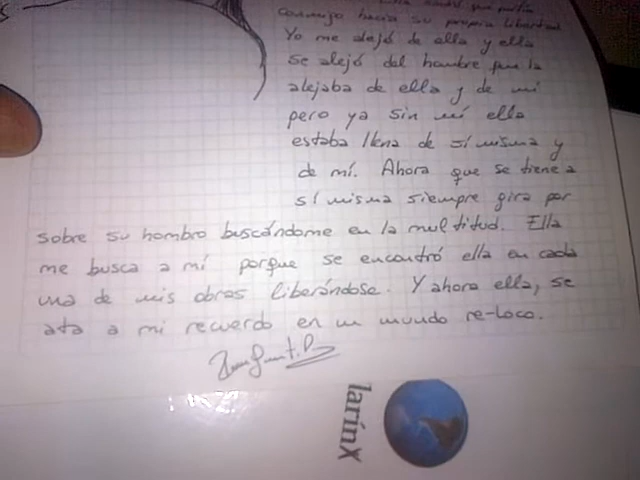 conmigo hacia su propia libertad
Yo me alejó de ella y ella
se alejó del hombre que la
alejaba de ella y de mi
pero ya sin mí ella
estaba llena de sí misma y
de mí. Ahora que se tiene a
sí misma siempre gira por
sobre su hombro buscándome en la multitud. Ella
me busca a mí porque se encontró ella en cada
una de mis obras liberándose. Y ahora ella, se
ata a mi recuerdo en un mundo re-loco.
larínX